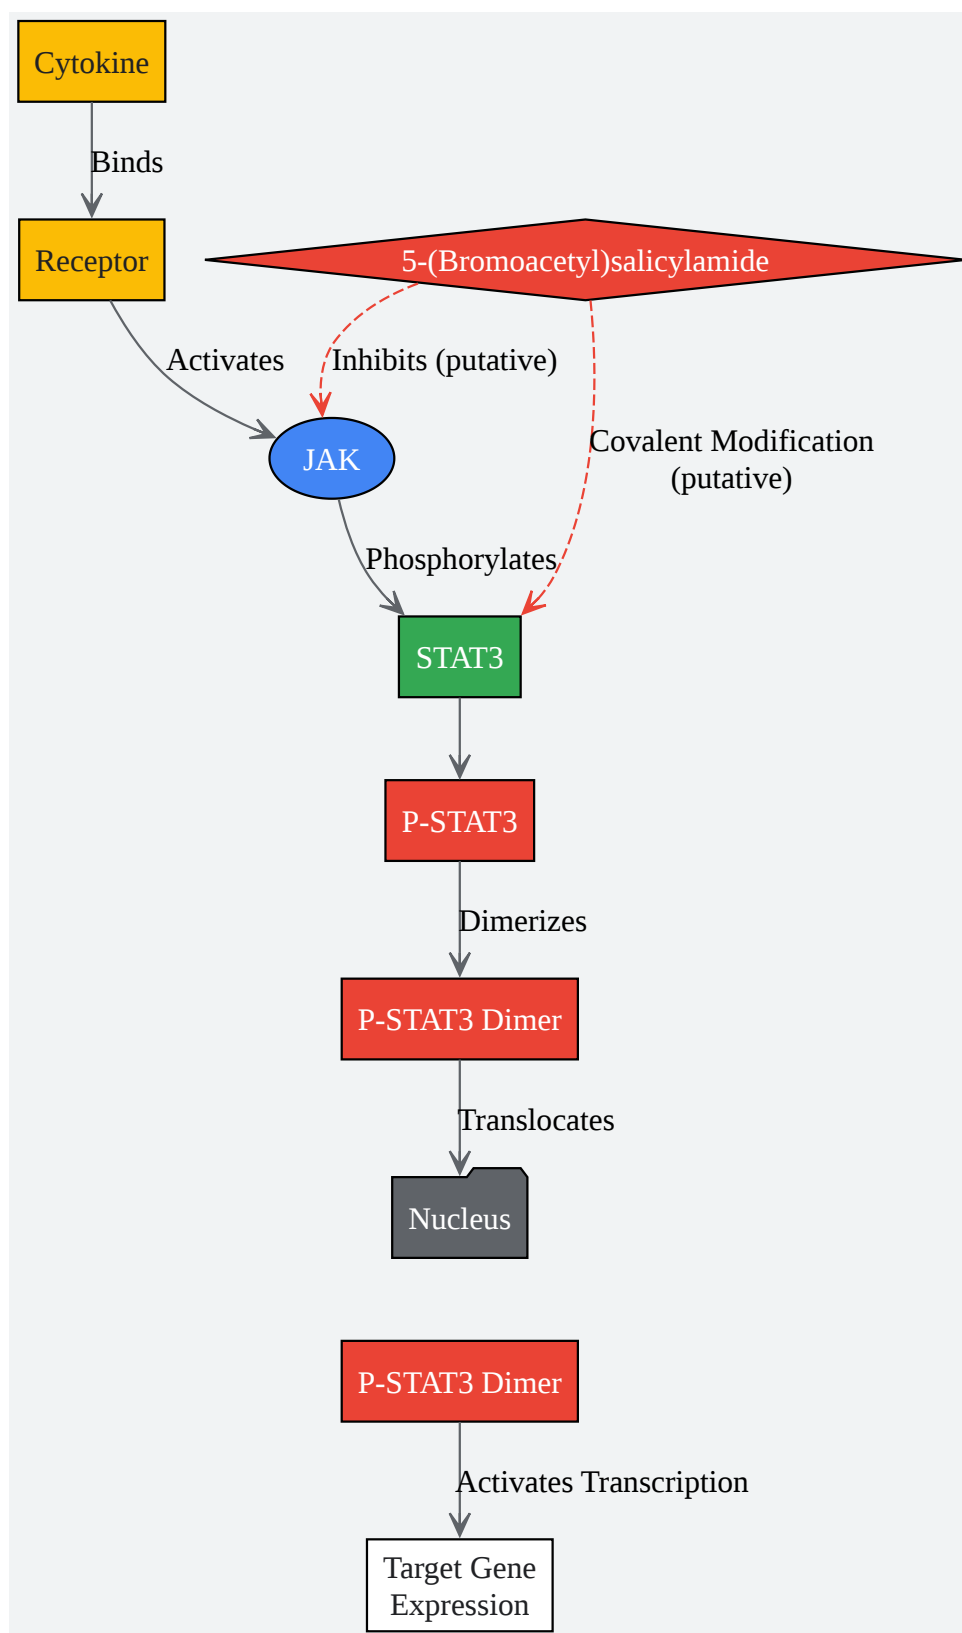 Cytokine
Binds
Receptor
5-(Bromoacetyl)salicylamide
Activates
Inhibits (putative)
JAK
Covalent Modification
(putative)
Phosphorylates
STAT3
P-STAT3
Dimerizes
P-STAT3 Dimer
Translocates
Nucleus
P-STAT3 Dimer
Activates Transcription
Target Gene
Expression